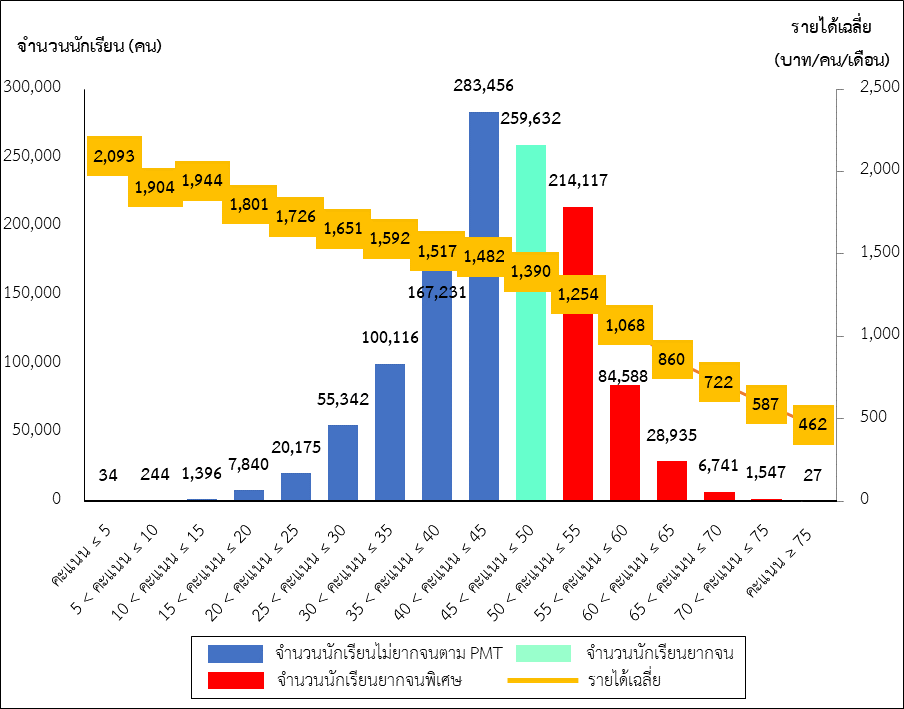 จำนวนนักเรียน (คน)
รายได้เฉลี่ย
(บาท/คน/เดือน)
300,000
250,000
200,000
150,000
100,000
50,000
0
2,500
2,000
1,500
1,000
500
0
2,093
1,904
1,944
1,801
1,726
1,651
1,592
1,517
1,482
1,390
1,254
1,068
860
722
587
462
34
244
1,396
7,840
20,175
55,342
100,116
167,231
283,456
259,632
214,117
84,588
28,935
6,741
1,547
27
คะแนน ≤ 5
5 < คะแนน ≤ 10
10 < คะแนน ≤ 15
15 < คะแนน ≤ 20
20 < คะแนน ≤ 25
25 < คะแนน ≤ 30
30 < คะแนน ≤ 35
35 < คะแนน ≤ 40
40 < คะแนน ≤ 45
45 < คะแนน ≤ 50
50 < คะแนน ≤ 55
55 < คะแนน ≤ 60
60 < คะแนน ≤ 65
65 < คะแนน ≤ 70
70 < คะแนน ≤ 75
คะแนน ≥ 75
จำนวนนักเรียนไม่ยากจนตาม PMT
จำนวนนักเรียนยากจน
จำนวนนักเรียนยากจนพิเศษ
รายได้เฉลี่ย